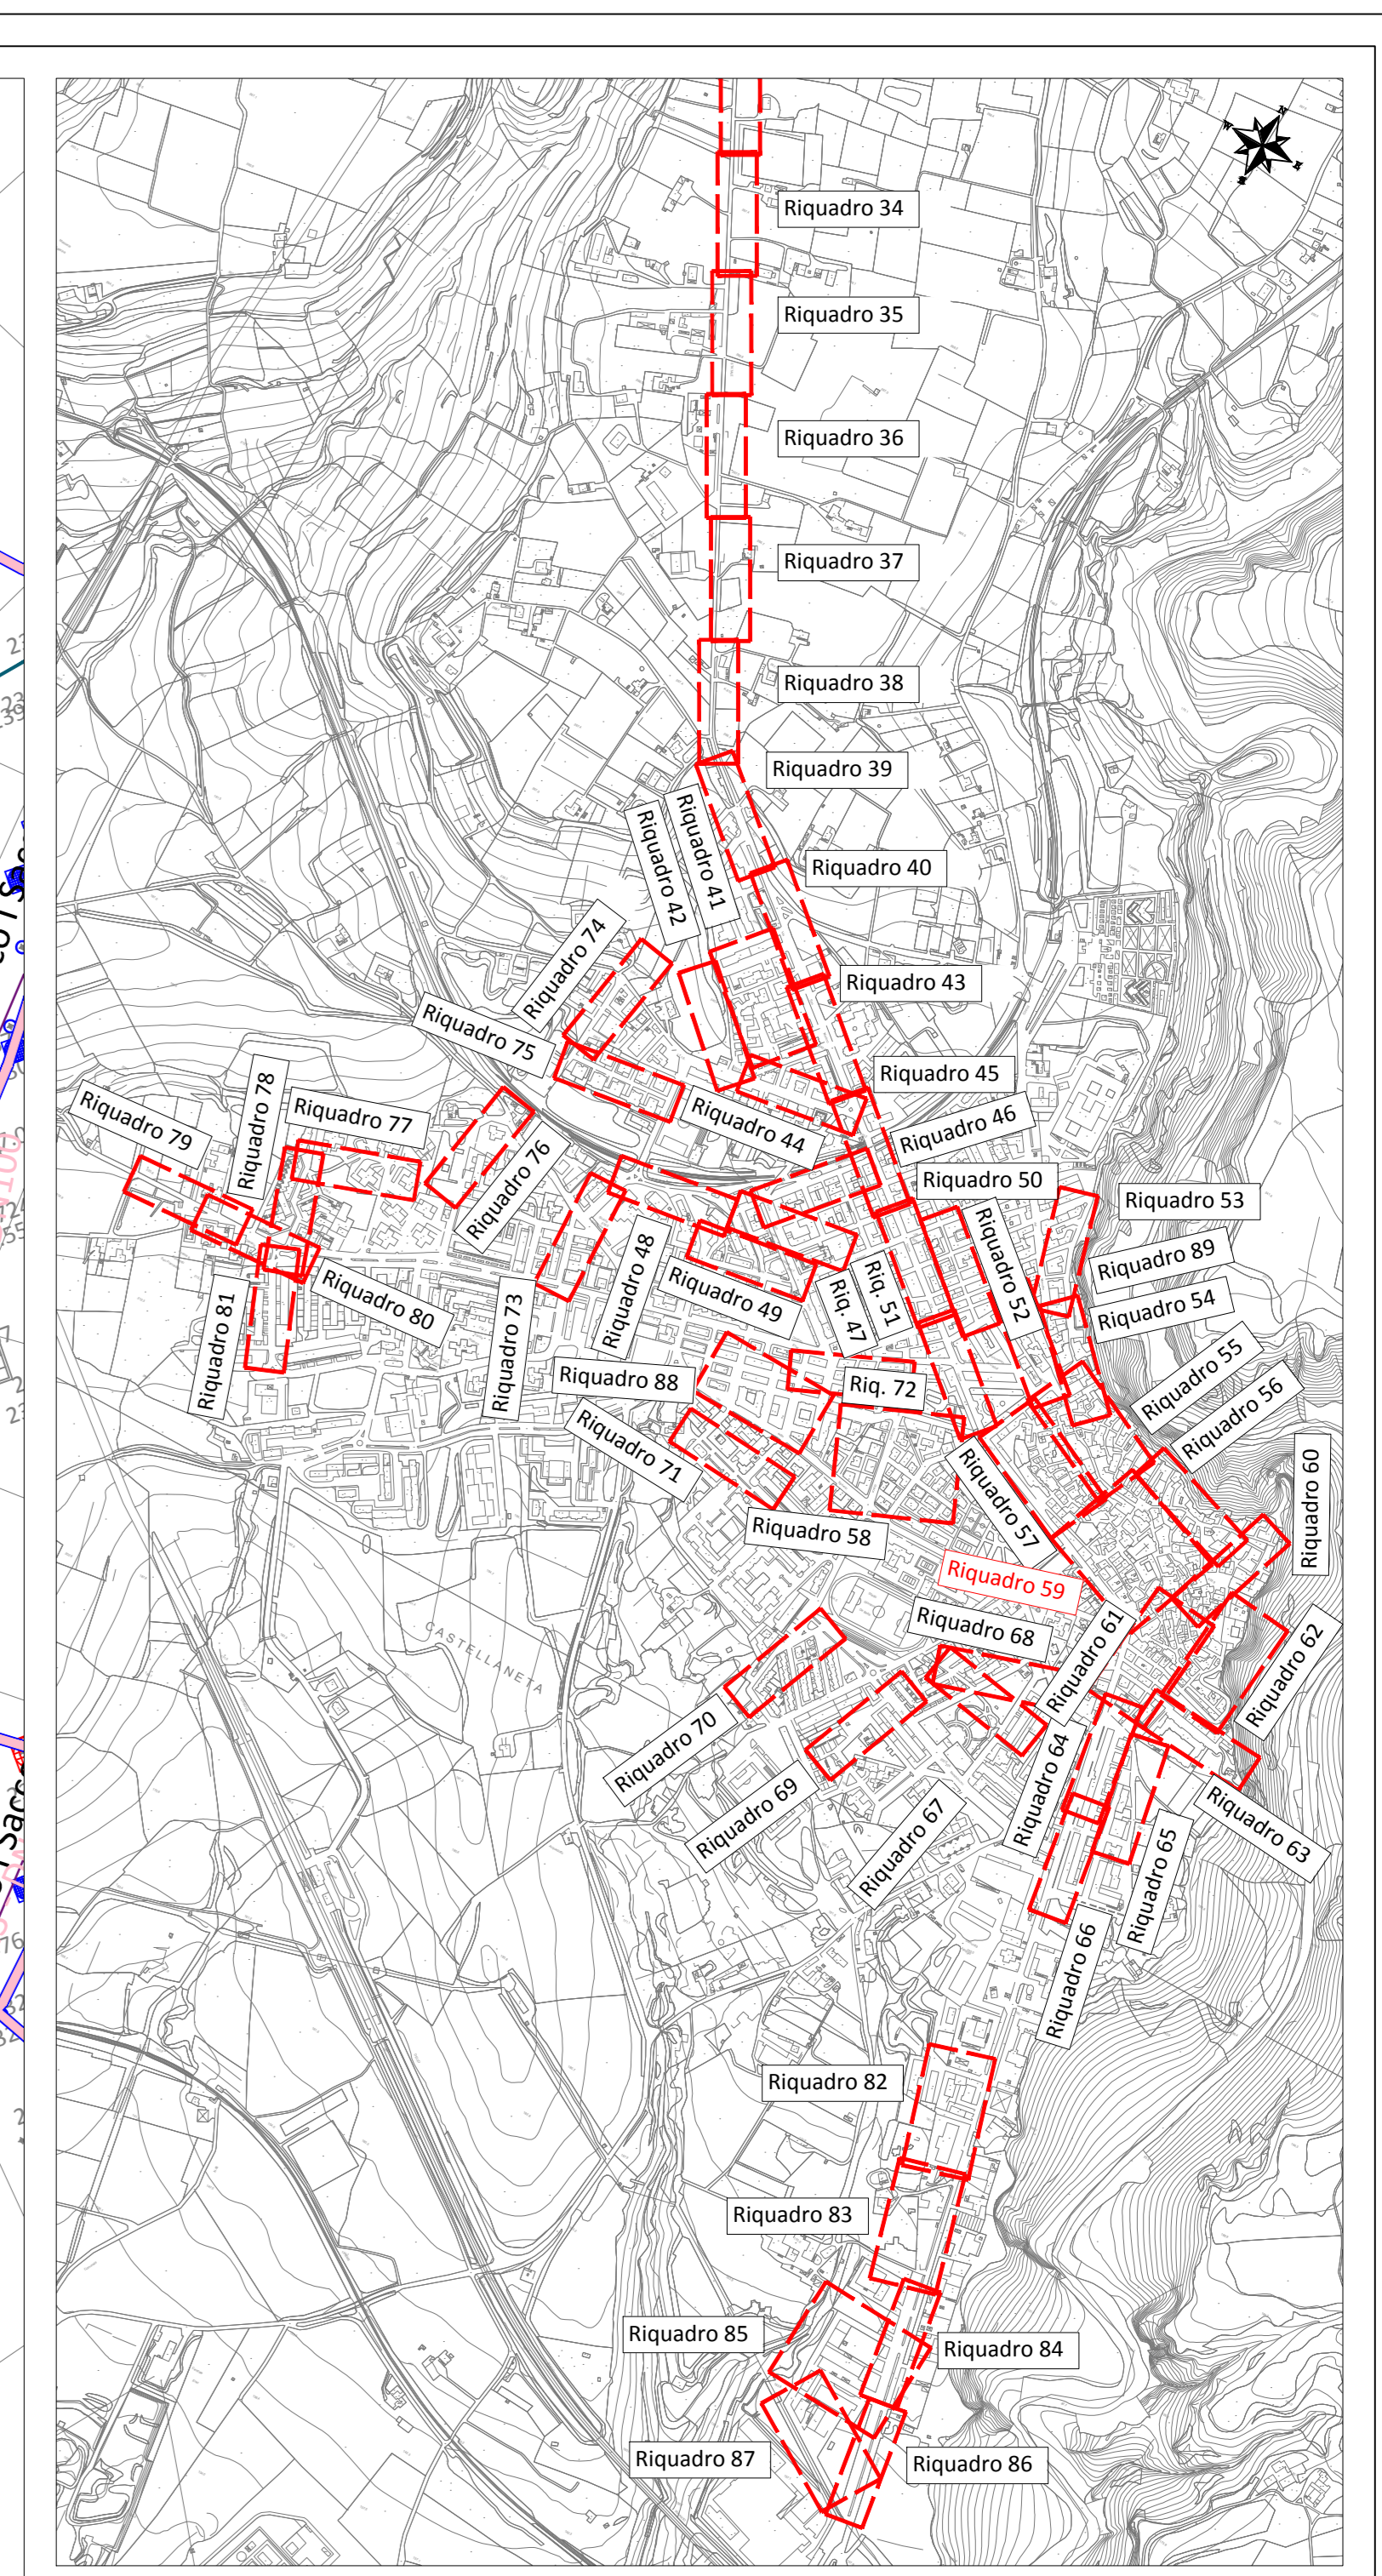 N
W
E
S
Riquadro 34
Riquadro 35
Riquadro 36
Riquadro 37
Riquadro 38
Riquadro 39
Riquadro 40
Riquadro 41
Riquadro 42
Riquadro 43
Riquadro 74
Riquadro 75
Riquadro 45
Riquadro 44
Riquadro 46
Riquadro 78
Riquadro 77
Riquadro 79
Riquadro 76
Riquadro 50
Riquadro 53
Riquadro 52
Riquadro 89
Riquadro 54
Riquadro 48
Riquadro 49
Riq. 47
Riq. 51
Riquadro 80
Riquadro 81
Riquadro 73
Riquadro 88
Riq. 72
Riquadro 55
Riquadro 56
Riquadro 71
Riquadro 58
Riquadro 57
Riquadro 60
Riquadro 59
CASTELLANETA
Riquadro 68
Riquadro 61
Riquadro 62
Riquadro 70
Riquadro 69
Riquadro 67
Riquadro 64
Riquadro 63
Riquadro 65
Riquadro 66
Riquadro 82
Riquadro 83
Riquadro 85
Riquadro 84
Riquadro 87
Riquadro 86